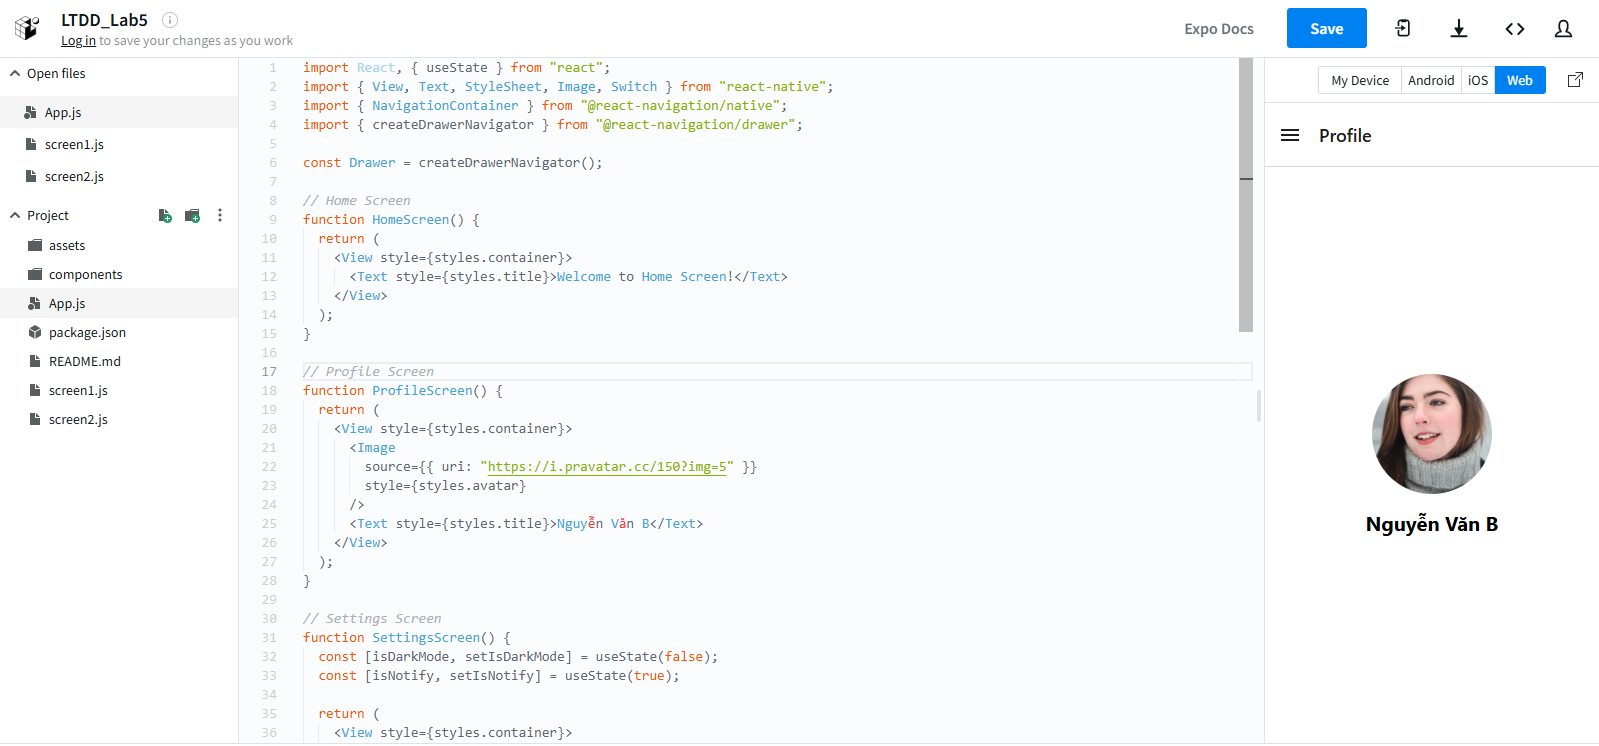 LTDD_Lab5
Log in to save your changes as you work
Expo Docs
Save
Open files
App.js
screen1.js
screen2.js
Project
assets
components
App.js
package.json
README.md
screen1.js
screen2.js
1 import React, { useState } from "react";
2 import { View, Text, StyleSheet, Image, Switch } from "react-native";
3 import { NavigationContainer } from "@react-navigation/native";
4 import { createDrawerNavigator } from "@react-navigation/drawer";
5
6 const Drawer = createDrawerNavigator();
7
8 // Home Screen
9 function HomeScreen() {
10 return (
11 <View style={styles.container}>
12 <Text style={styles.title}>Welcome to Home Screen!</Text>
13 </View>
14 );
15 }
16
17 // Profile Screen
18 function ProfileScreen() {
19 return (
20 <View style={styles.container}>
21 <Image
22 source={{ uri: "https://i.pravatar.cc/150?img=5" }}
23 style={styles.avatar}
24 />
25 <Text style={styles.title}>Nguyễn Văn B</Text>
26 </View>
27 );
28 }
29
30 // Settings Screen
31 function SettingsScreen() {
32 const [isDarkMode, setIsDarkMode] = useState(false);
33 const [isNotify, setIsNotify] = useState(true);
34
35 return (
36 <View style={styles.container}>
My Device Android iOS Web
Profile
Nguyễn Văn B